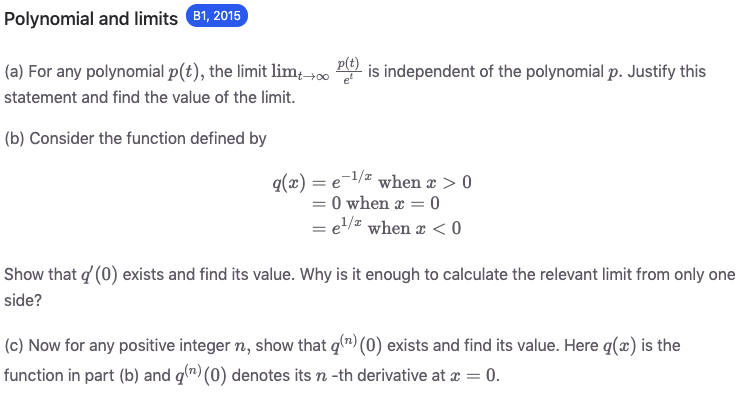 Polynomial and limits B1, 2015
(a) For any polynomial $p(t)$, the limit $\lim_{t \to \infty} \frac{p(t)}{e^t}$ is independent of the polynomial $p$. Justify this
statement and find the value of the limit.
(b) Consider the function defined by
$q(x) = e^{-1/x}$ when $x > 0$
$= 0$ when $x = 0$
$= e^{1/x}$ when $x < 0$
Show that $q'(0)$ exists and find its value. Why is it enough to calculate the relevant limit from only one
side?
(c) Now for any positive integer $n$, show that $q^{(n)}(0)$ exists and find its value. Here $q(x)$ is the
function in part (b) and $q^{(n)}(0)$ denotes its $n$ -th derivative at $x = 0$.